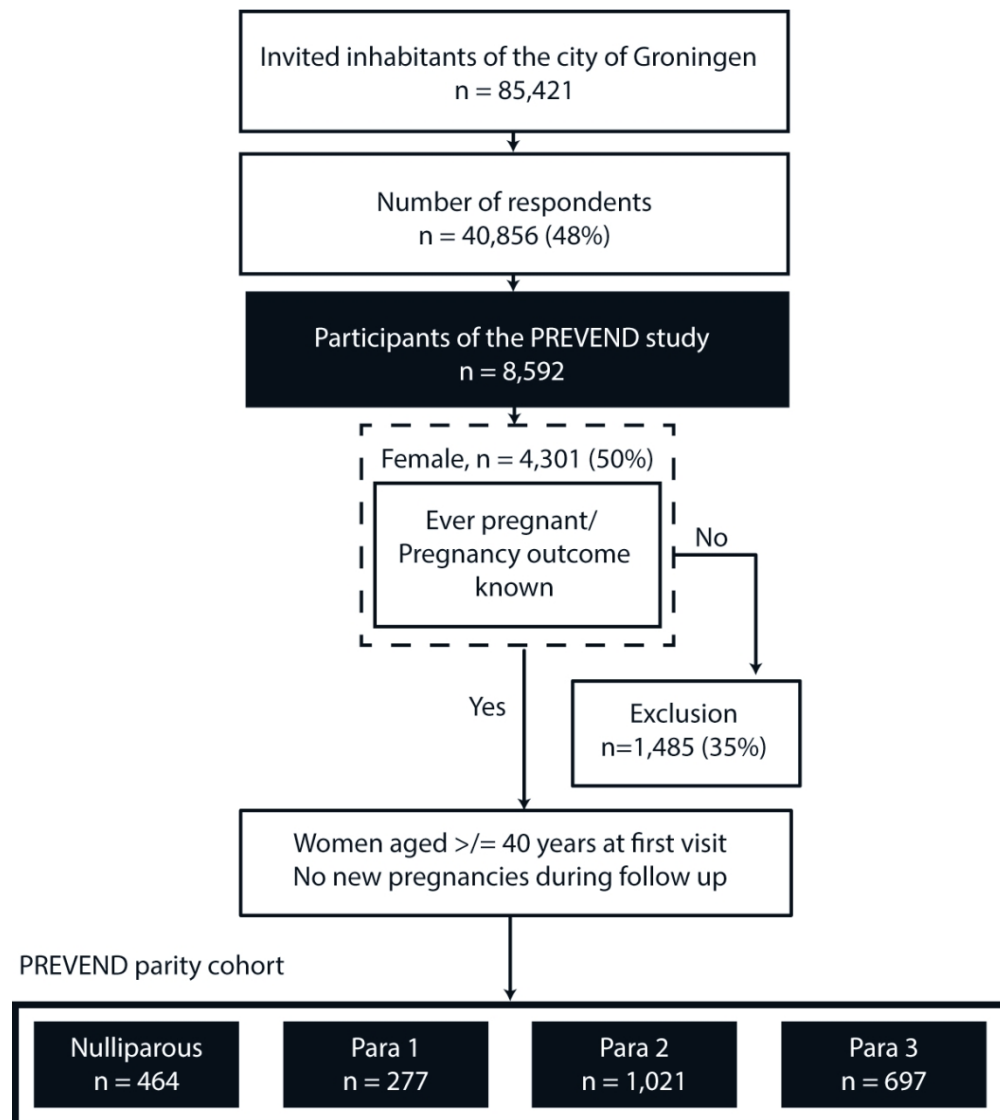 Invited inhabitants of the city of Groningen
n = 85,421
Number of respondents
n = 40,856 (48%)
Participants of the PREVEND study
n = 8,592
Female, n = 4,301 (50%)
Ever pregnant/
Pregnancy outcome
known
No
Exclusion
n=1,485 (35%)
Yes
Women aged >/= 40 years at first visit
No new pregnancies during follow up
PREVEND parity cohort
Nulliparous
n = 464
Para 1
n = 277
Para 2
n = 1,021
Para 3
n = 697